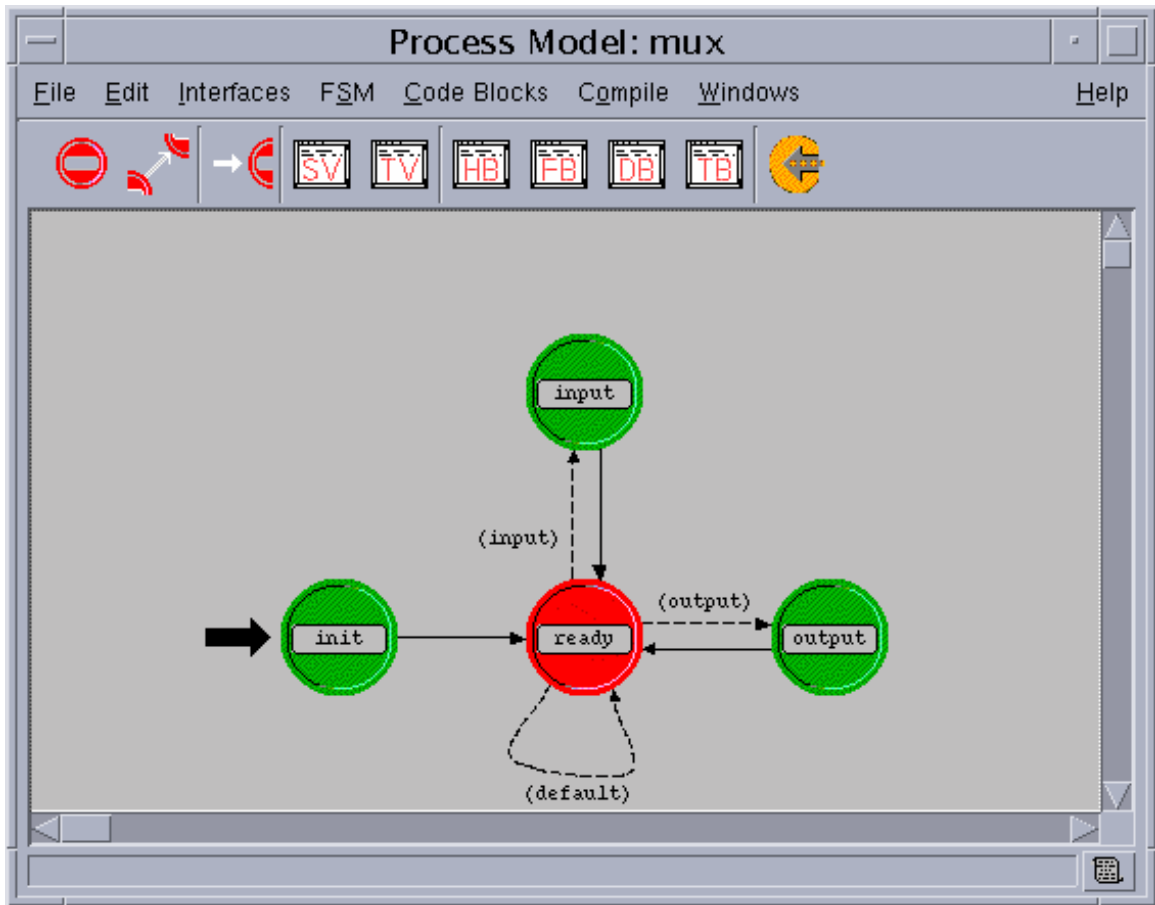 Process Model: mux
File Edit Interfaces FSM Code Blocks Compile Windows Help
SV TV HB FB DB TB
input
(input)
(output)
init ready output
(default)